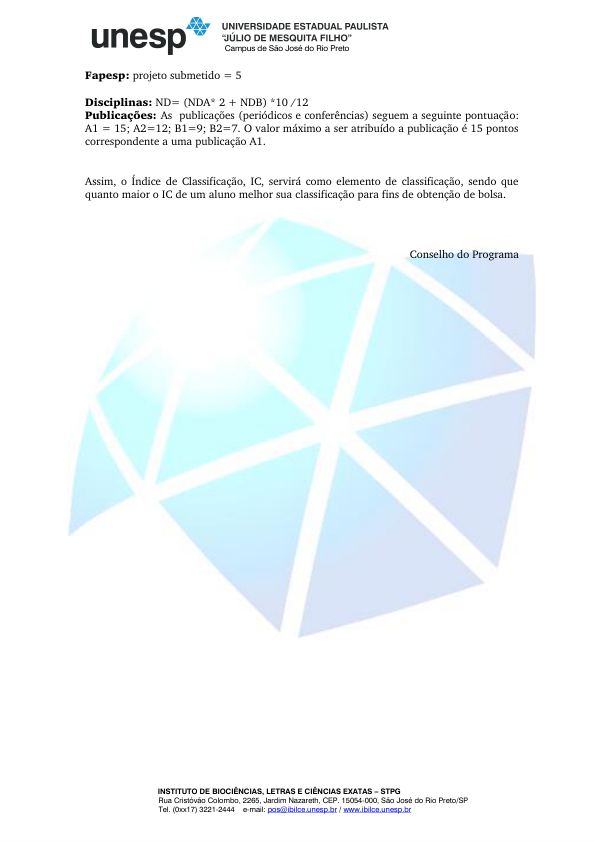 unesp
UNIVERSIDADE ESTADUAL PAULISTA
“JÚLIO DE MESQUITA FILHO”
Campus de São José do Rio Preto
Fapesp: projeto submetido = 5
Disciplinas: ND= (NDA* 2 + NDB) *10 /12
Publicações: As publicações (periódicos e conferências) seguem a seguinte pontuação:
A1 = 15; A2=12; B1=9; B2=7. O valor máximo a ser atribuído a publicação é 15 pontos
correspondente a uma publicação A1.
Assim, o Índice de Classificação, IC, servirá como elemento de classificação, sendo que
quanto maior o IC de um aluno melhor sua classificação para fins de obtenção de bolsa.
Conselho do Programa
INSTITUTO DE BIOCIÊNCIAS, LETRAS E CIÊNCIAS EXATAS – STPG
Rua Cristóvão Colombo, 2265, Jardim Nazareth, CEP. 15054-000, São José do Rio Preto/SP
Tel. (0xx17) 3221-2444 e-mail: pos@ibilce.unesp.br / www.ibilce.unesp.br